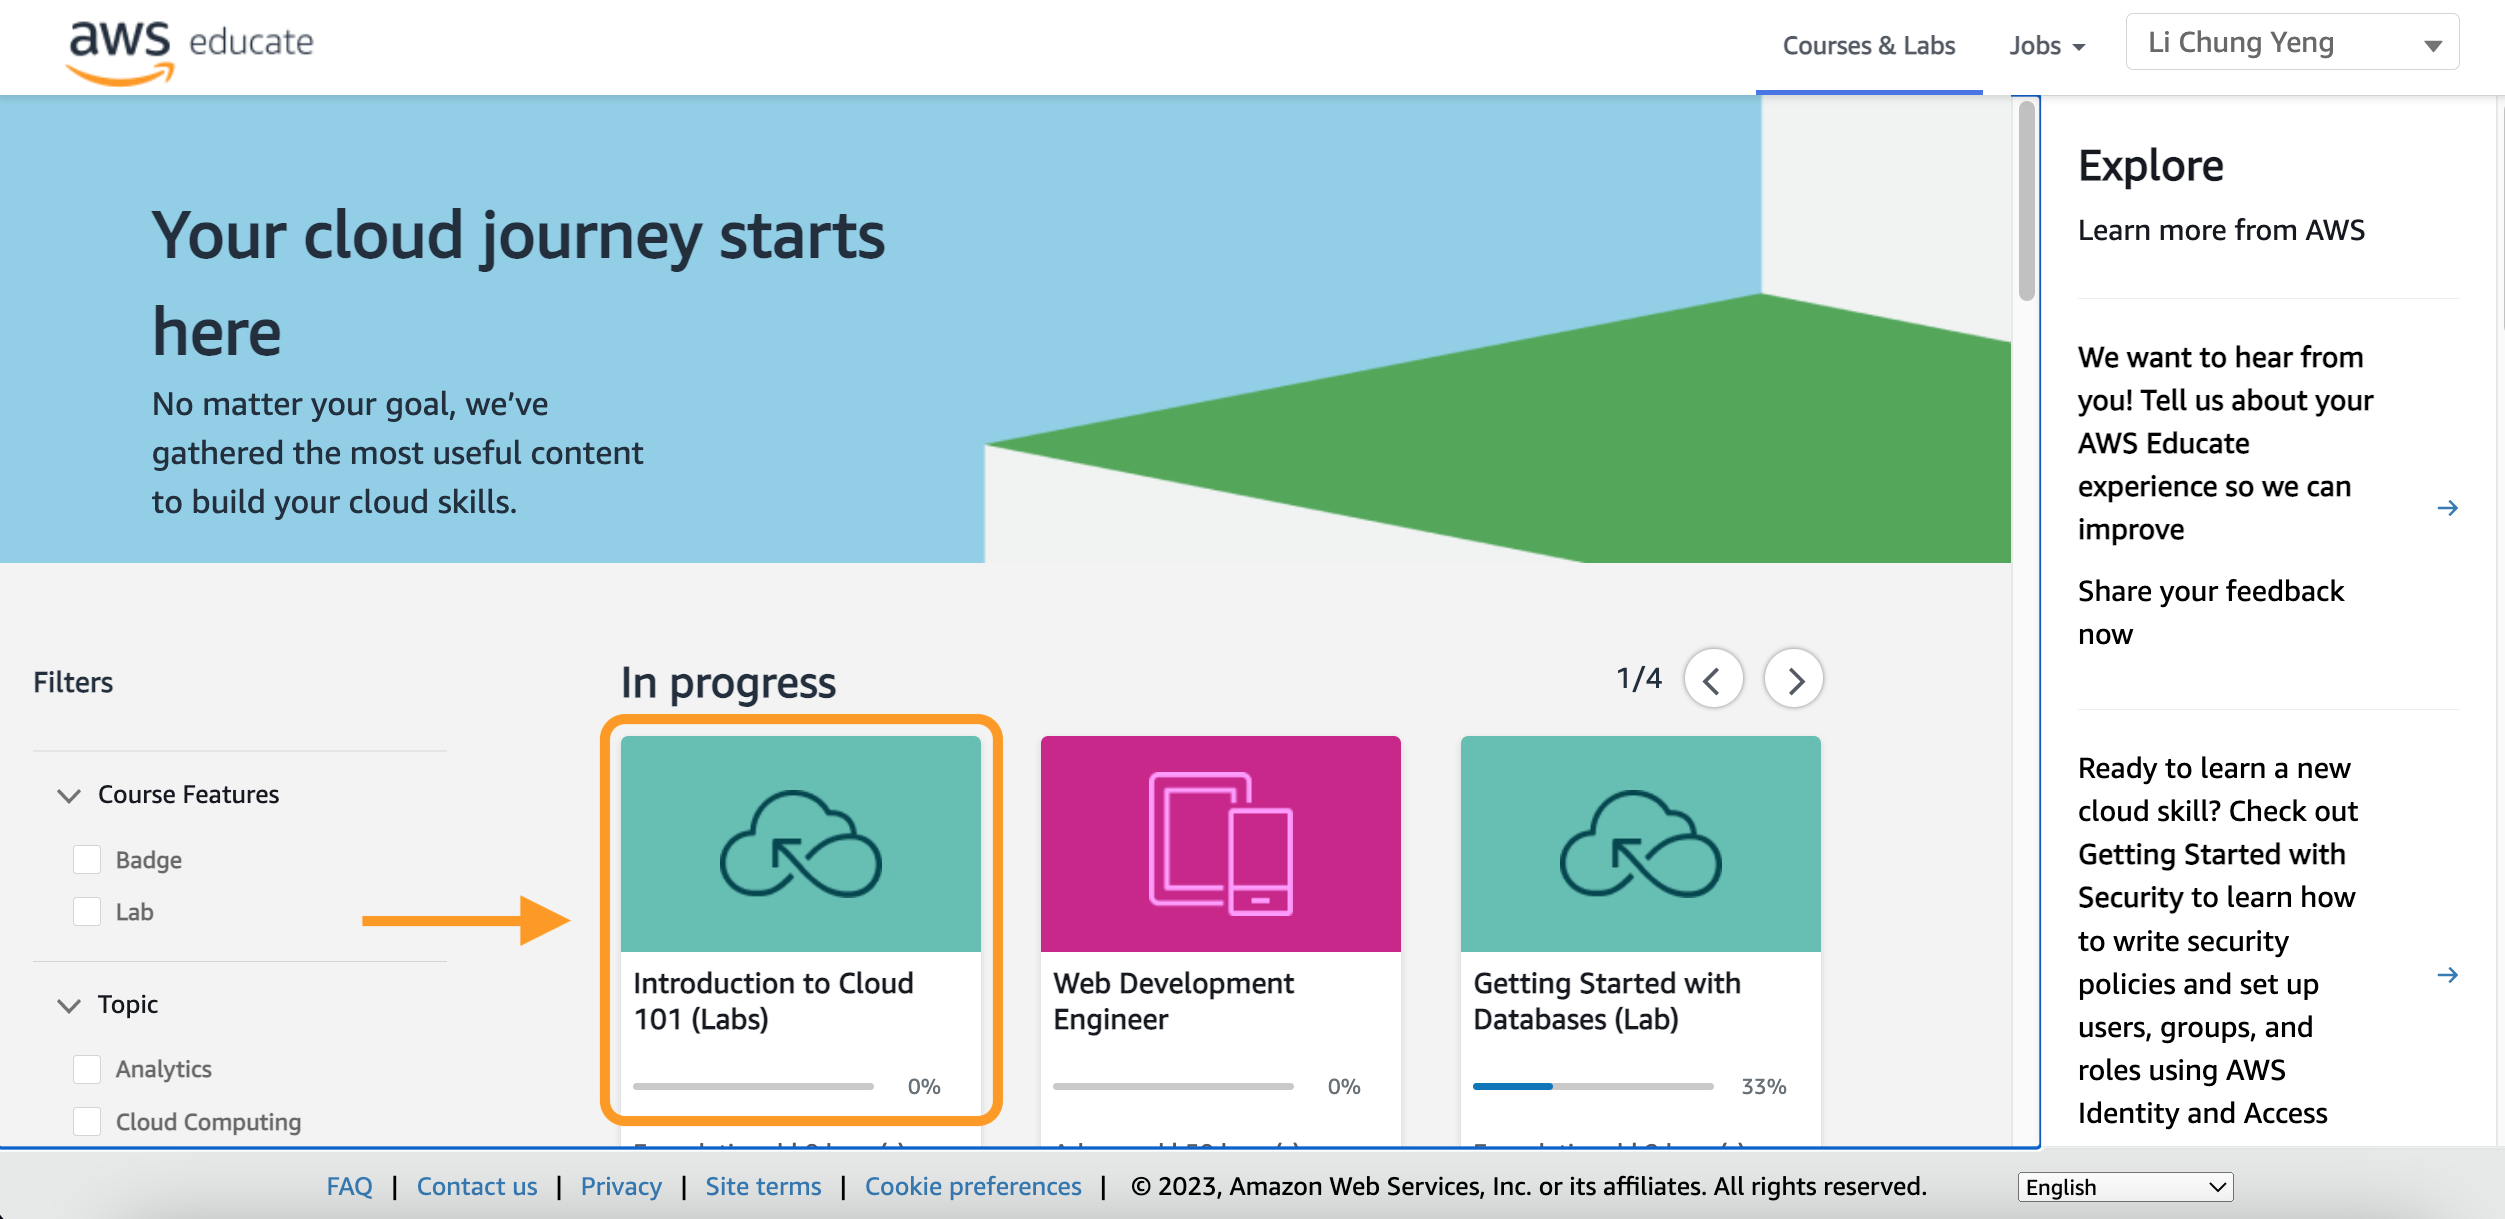 aws educate
Courses & Labs
Jobs
Li Chung Yeng
Your cloud journey starts
here
No matter your goal, we’ve
gathered the most useful content
to build your cloud skills.
Explore
Learn more from AWS
We want to hear from
you! Tell us about your
AWS Educate
experience so we can
improve
Share your feedback
now
Ready to learn a new
cloud skill? Check out
Getting Started with
Security to learn how
to write security
policies and set up
users, groups, and
roles using AWS
Identity and Access
Filters
Course Features
Badge
Lab
Topic
Analytics
Cloud Computing
In progress
1/4
Introduction to Cloud
101 (Labs)
0%
Web Development
Engineer
0%
Getting Started with
Databases (Lab)
33%
FAQ | Contact us | Privacy | Site terms | Cookie preferences | © 2023, Amazon Web Services, Inc. or its affiliates. All rights reserved.
English